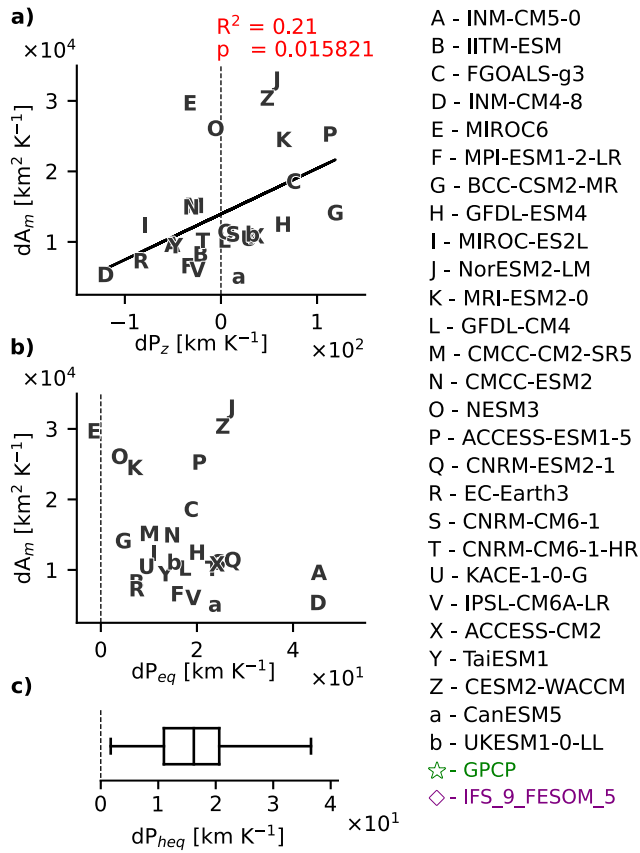 a)
R² = 0.21
p = 0.015821
×10⁴
3
2
1
dAₘ [km² K⁻¹]
E
O
J
Z
K
P
C
G
H
I
N
D
R
A
Y
T
B
F
V
L
S
U
b
X
a
−1
0
1
dP_z [km K⁻¹]
×10²
b)
×10⁴
3
2
1
dAₘ [km² K⁻¹]
E
O
K
J
Z
P
C
G
M
N
I
U
b
Y
L
H
X
Q
R
F
V
a
A
D
0
2
4
dP_eq [km K⁻¹]
×10¹
c)
0
1
2
3
4
dP_heq [km K⁻¹]
×10¹
A - INM-CM5-0
B - IITM-ESM
C - FGOALS-g3
D - INM-CM4-8
E - MIROC6
F - MPI-ESM1-2-LR
G - BCC-CSM2-MR
H - GFDL-ESM4
I - MIROC-ES2L
J - NorESM2-LM
K - MRI-ESM2-0
L - GFDL-CM4
M - CMCC-CM2-SR5
N - CMCC-ESM2
O - NESM3
P - ACCESS-ESM1-5
Q - CNRM-ESM2-1
R - EC-Earth3
S - CNRM-CM6-1
T - CNRM-CM6-1-HR
U - KACE-1-0-G
V - IPSL-CM6A-LR
X - ACCESS-CM2
Y - TaiESM1
Z - CESM2-WACCM
a - CanESM5
b - UKESM1-0-LL
☆ - GPCP
◇ - IFS_9_FESOM_5